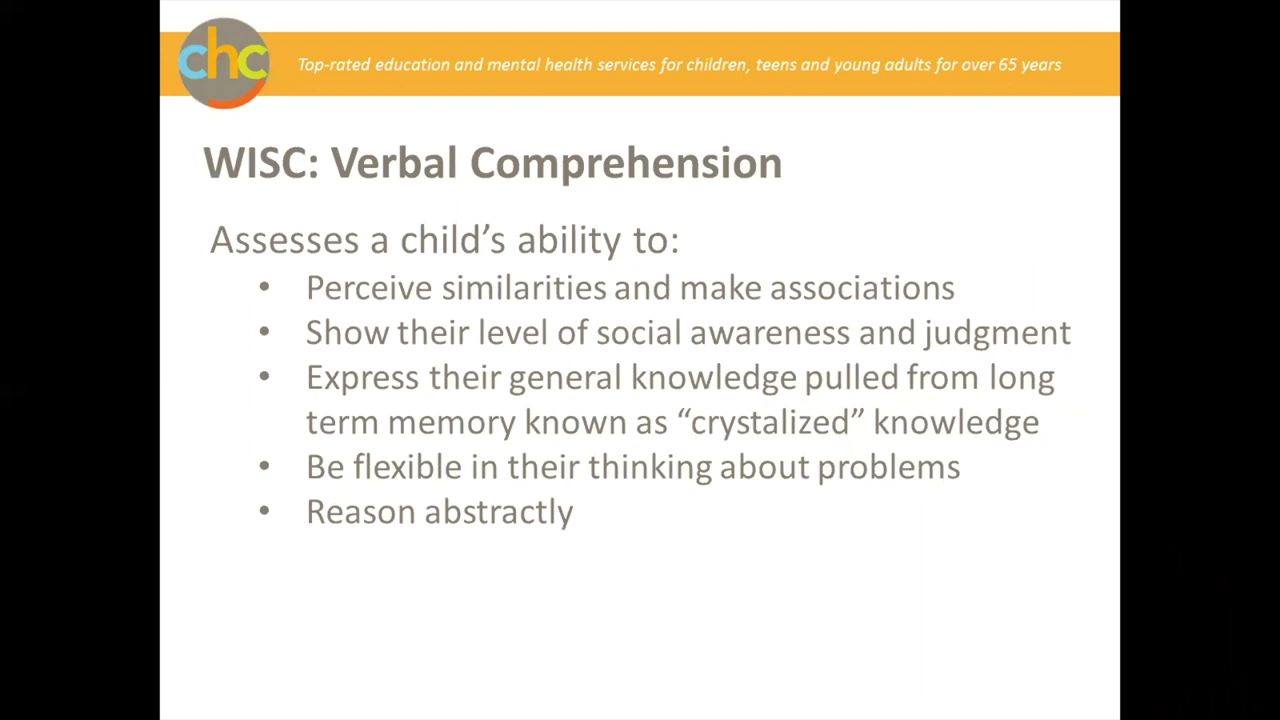 chc
Top-rated education and mental health services for children, teens and young adults for over 65 years
WISC: Verbal Comprehension
Assesses a child’s ability to:
• Perceive similarities and make associations
• Show their level of social awareness and judgment
• Express their general knowledge pulled from long
term memory known as “crystalized” knowledge
• Be flexible in their thinking about problems
• Reason abstractly